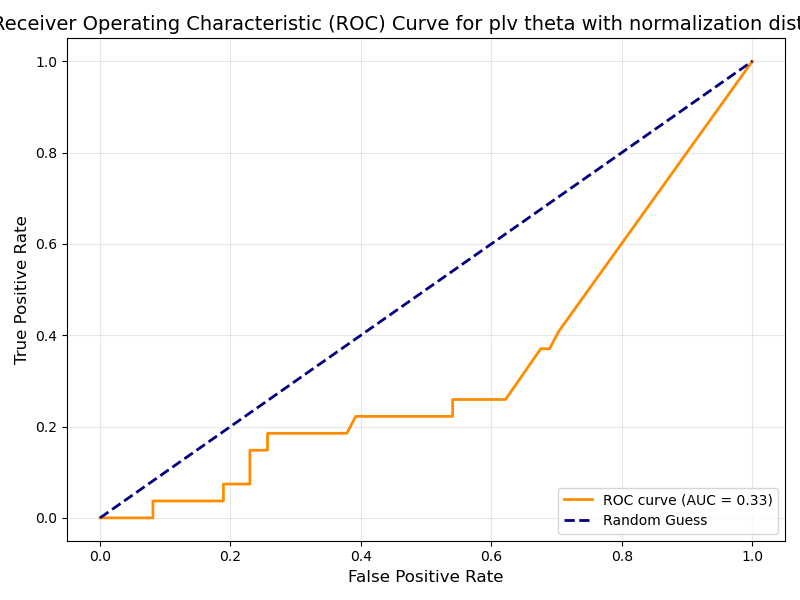 Receiver Operating Characteristic (ROC) Curve for plv theta with normalization dist
1.0
0.8
0.6
0.4
0.2
0.0
True Positive Rate
0.0 0.2 0.4 0.6 0.8 1.0
False Positive Rate
ROC curve (AUC = 0.33)
Random Guess